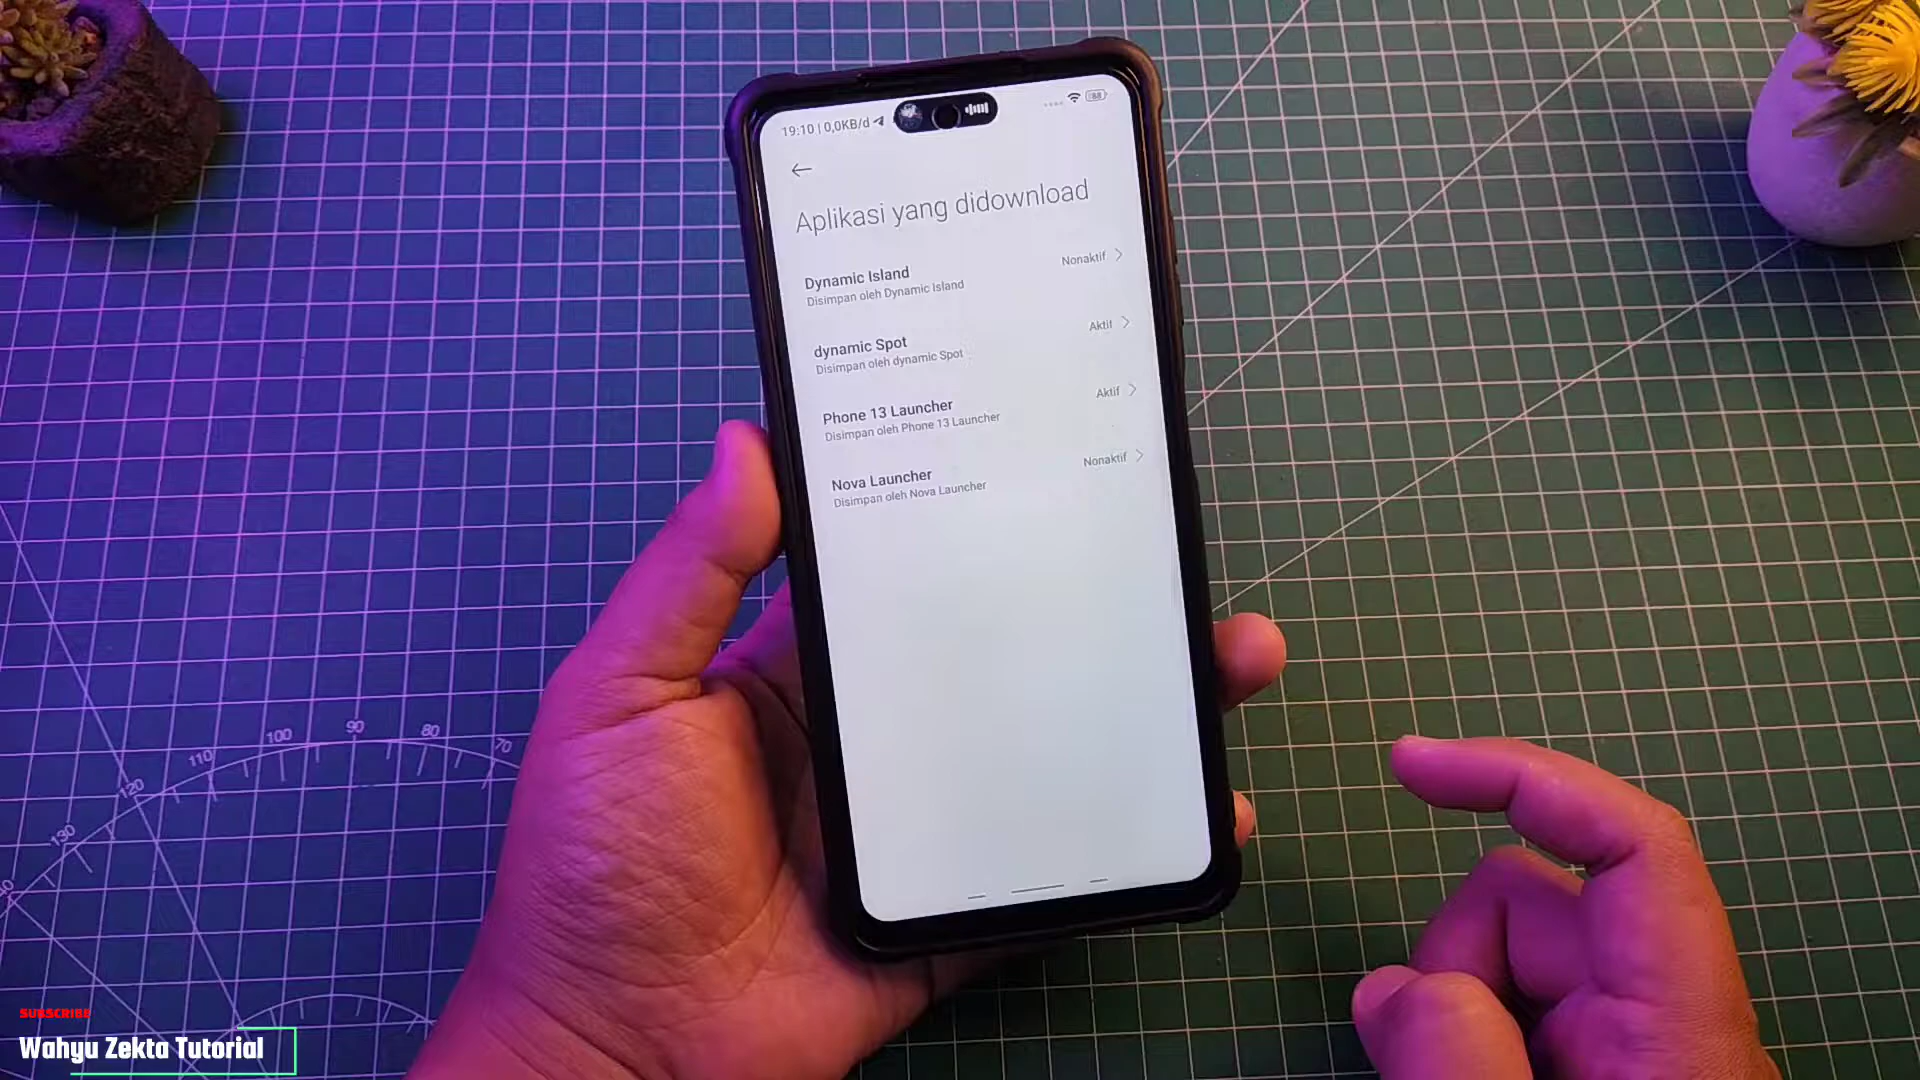 19:10 | 0,0KB/d
88
Aplikasi yang didownload
Dynamic Island
Nonaktif
Disimpan oleh Dynamic Island
dynamic Spot
Aktif
Disimpan oleh dynamic Spot
Phone 13 Launcher
Aktif
Disimpan oleh Phone 13 Launcher
Nova Launcher
Nonaktif
Disimpan oleh Nova Launcher
130
120
110
100
90
80
70
SUBSCRIBE
Wahyu Zekta Tutorial